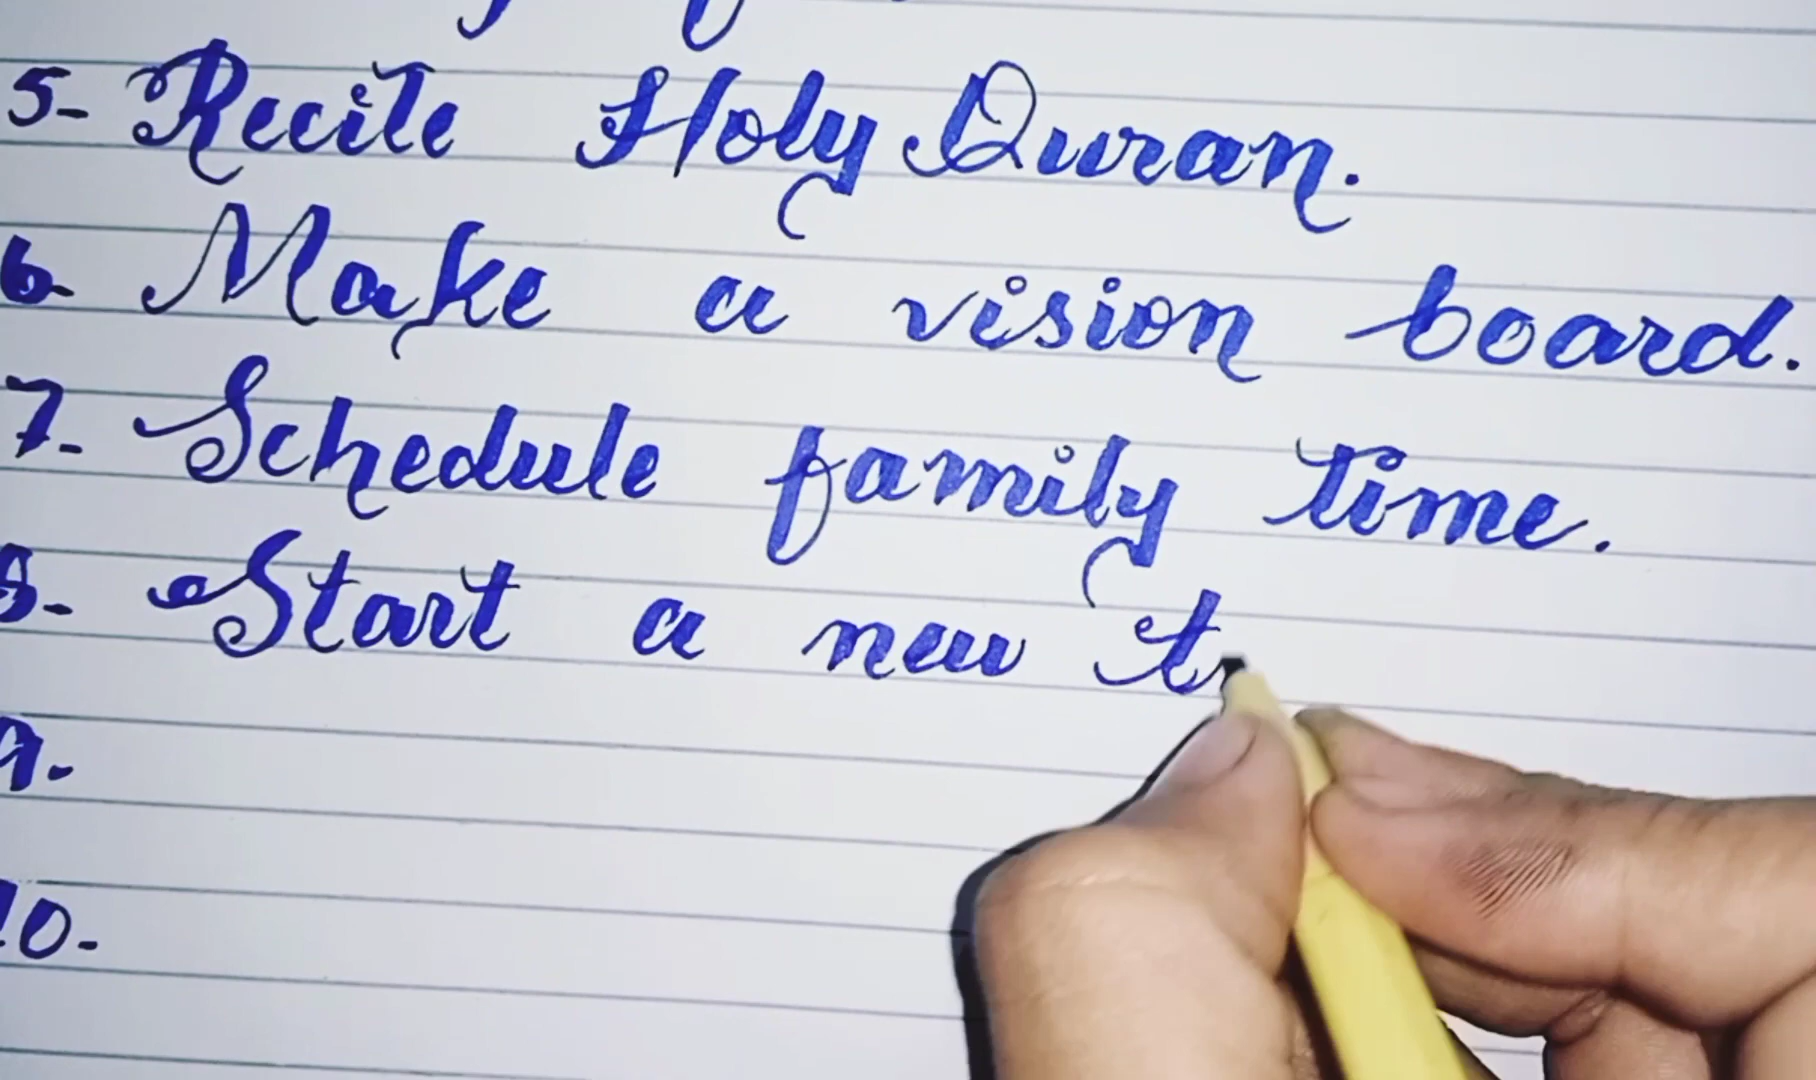 5- Recite Holy Quran.
6- Make a vision board.
7- Schedule family time.
8- Start a new t
9-
10-